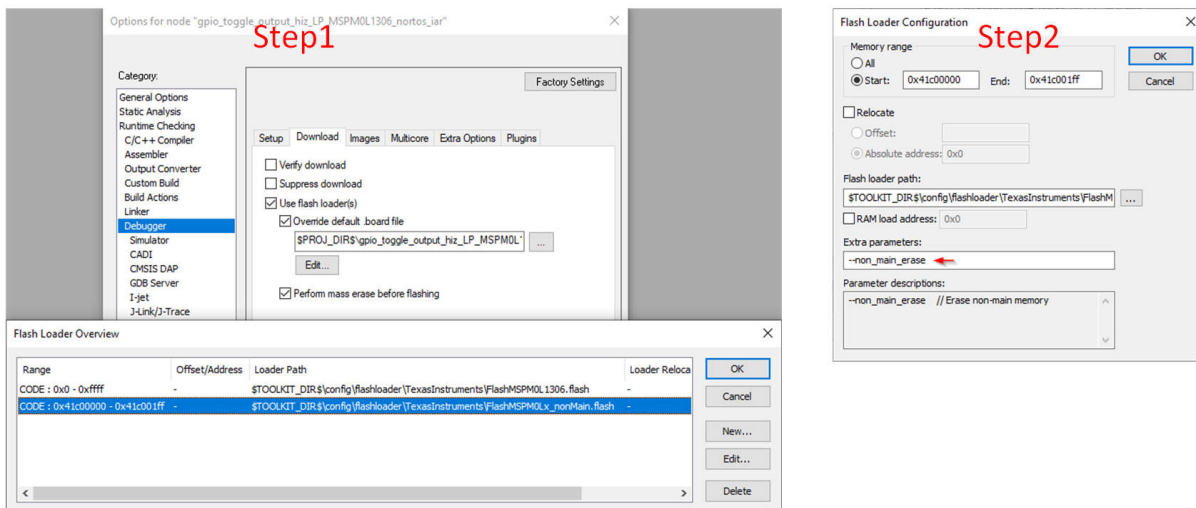 Options for node "gpio_toggle_output_hiz_LP_MSPM0L1306_nortos_iar"
Step1
Category:
General Options
Static Analysis
Runtime Checking
C/C++ Compiler
Assembler
Output Converter
Custom Build
Build Actions
Linker
Debugger
Simulator
CADI
CMSIS DAP
GDB Server
I-jet
J-Link/J-Trace
Factory Settings
Setup Download Images Multicore Extra Options Plugins
Verify download
Suppress download
Use flash loader(s)
Override default .board file
$PROJ_DIR$\gpio_toggle_output_hiz_LP_MSPM0L
...
Edit...
Perform mass erase before flashing
Flash Loader Overview
Range Offset/Address Loader Path Loader Reloca
CODE : 0x0 - 0xffff - $TOOLKIT_DIR$\config\flashloader\TexasInstruments\FlashMSPM0L1306.flash -
CODE : 0x41c00000 - 0x41c001ff - $TOOLKIT_DIR$\config\flashloader\TexasInstruments\FlashMSPM0Lx_nonMain.flash -
OK
Cancel
New...
Edit...
Delete
Flash Loader Configuration
Step2
Memory range
All
Start: 0x41c00000 End: 0x41c001ff
OK
Cancel
Relocate
Offset:
Absolute address: 0x0
Flash loader path:
$TOOLKIT_DIR$\config\flashloader\TexasInstruments\FlashM ...
RAM load address: 0x0
Extra parameters:
--non_main_erase
Parameter descriptions:
--non_main_erase // Erase non-main memory